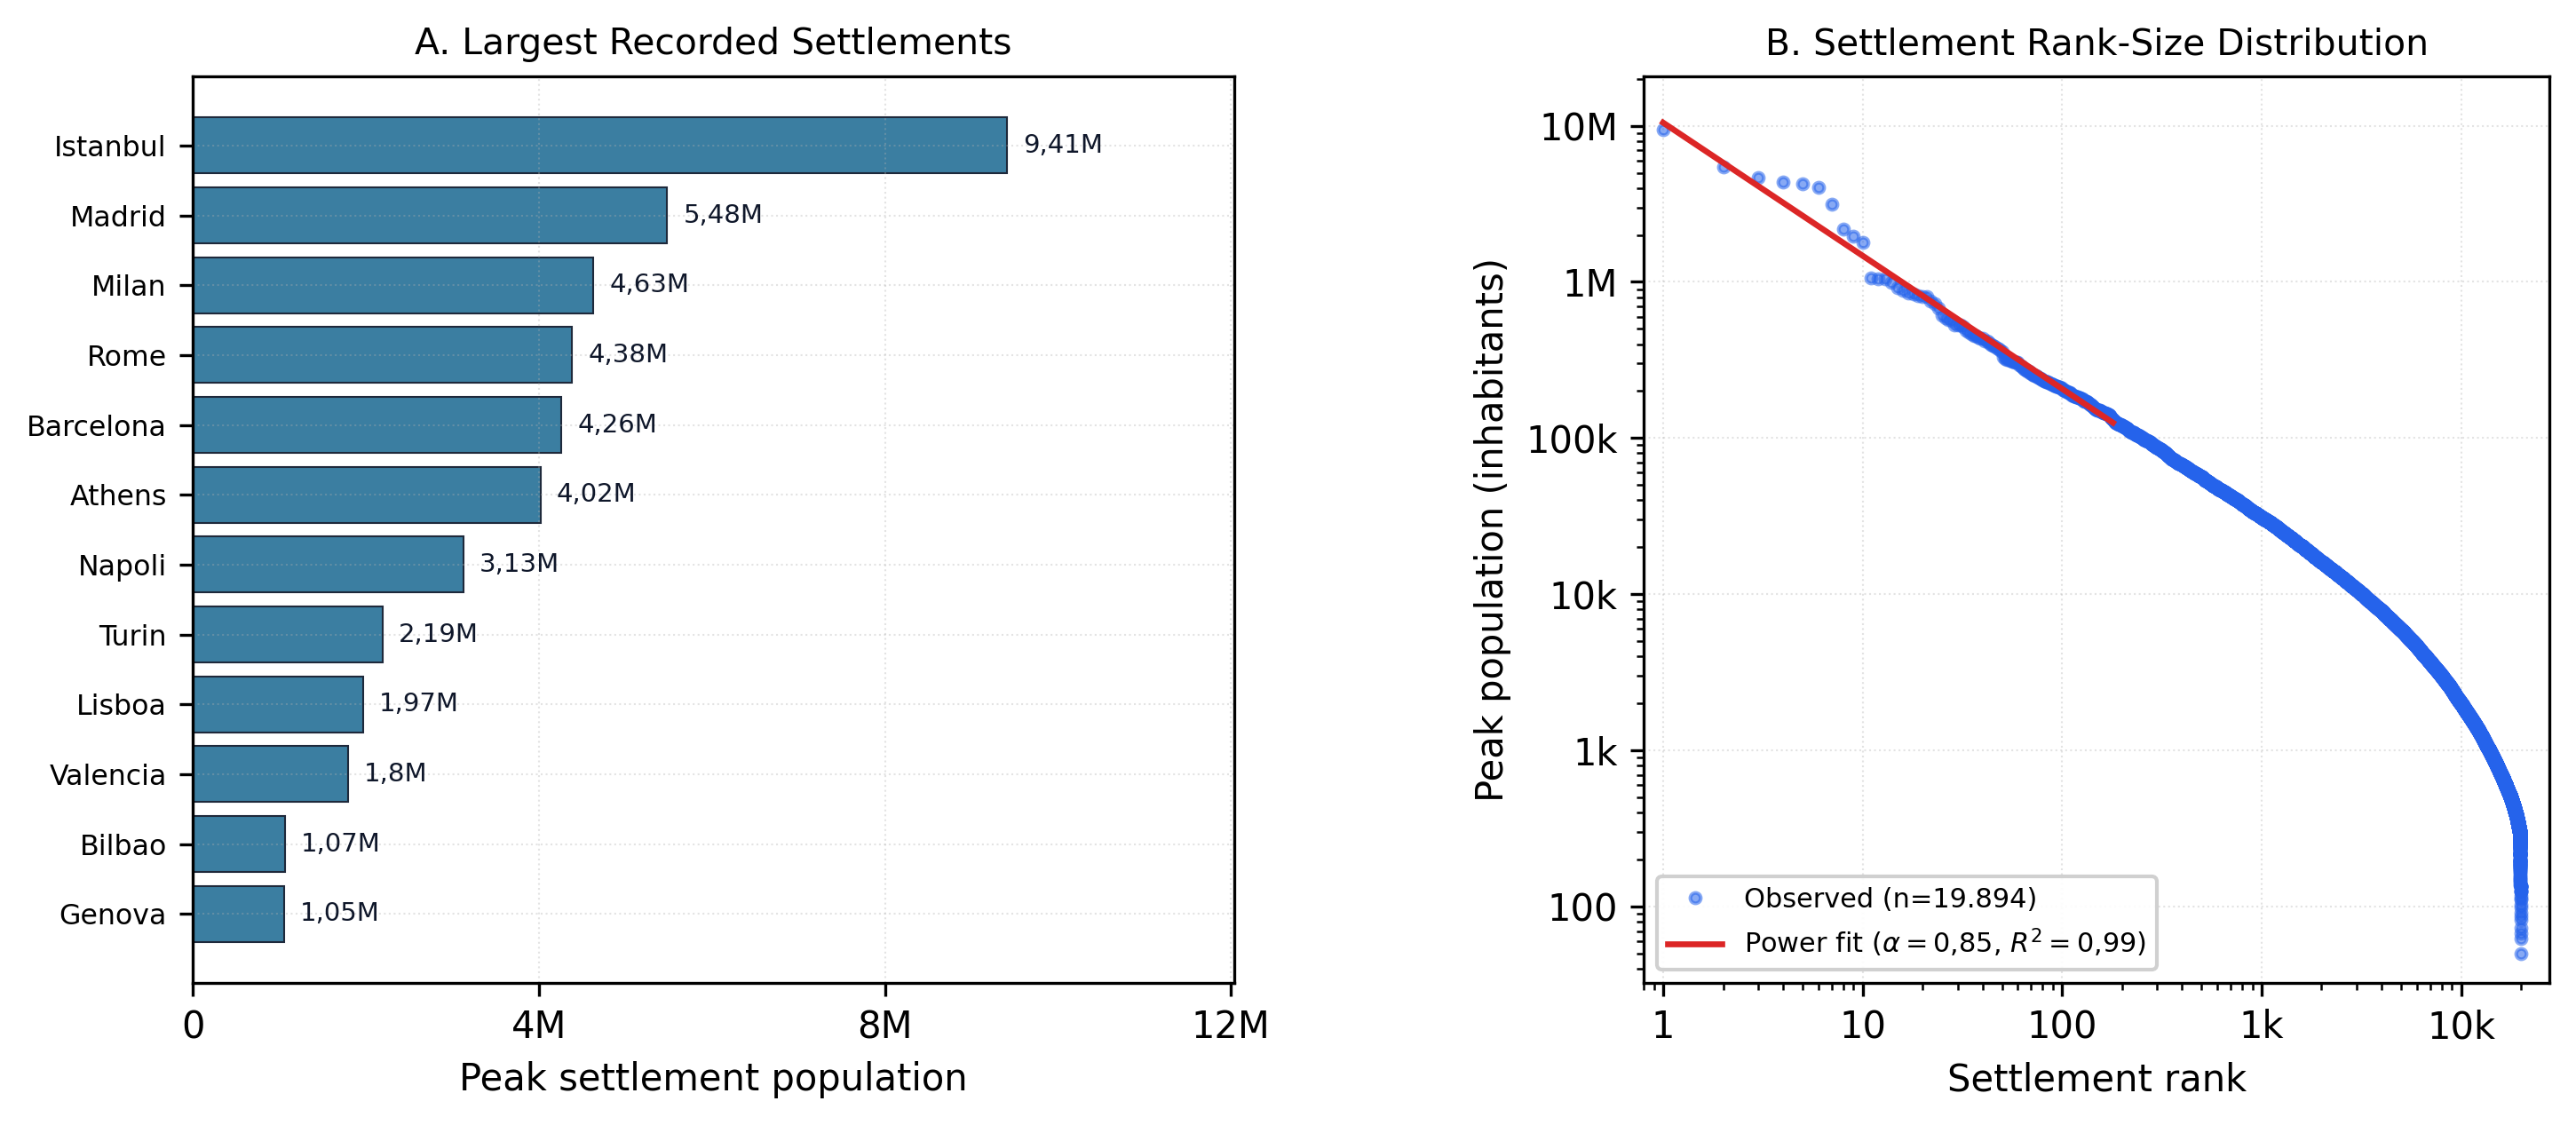 A. Largest Recorded Settlements
Istanbul
9,41M
Madrid
5,48M
Milan
4,63M
Rome
4,38M
Barcelona
4,26M
Athens
4,02M
Napoli
3,13M
Turin
2,19M
Lisboa
1,97M
Valencia
1,8M
Bilbao
1,07M
Genova
1,05M
0 4M 8M 12M
Peak settlement population
B. Settlement Rank-Size Distribution
Peak population (inhabitants)
10M
1M
100k
10k
1k
100
Observed (n=19.894)
Power fit (α = 0,85, R² = 0,99)
1 10 100 1k 10k
Settlement rank